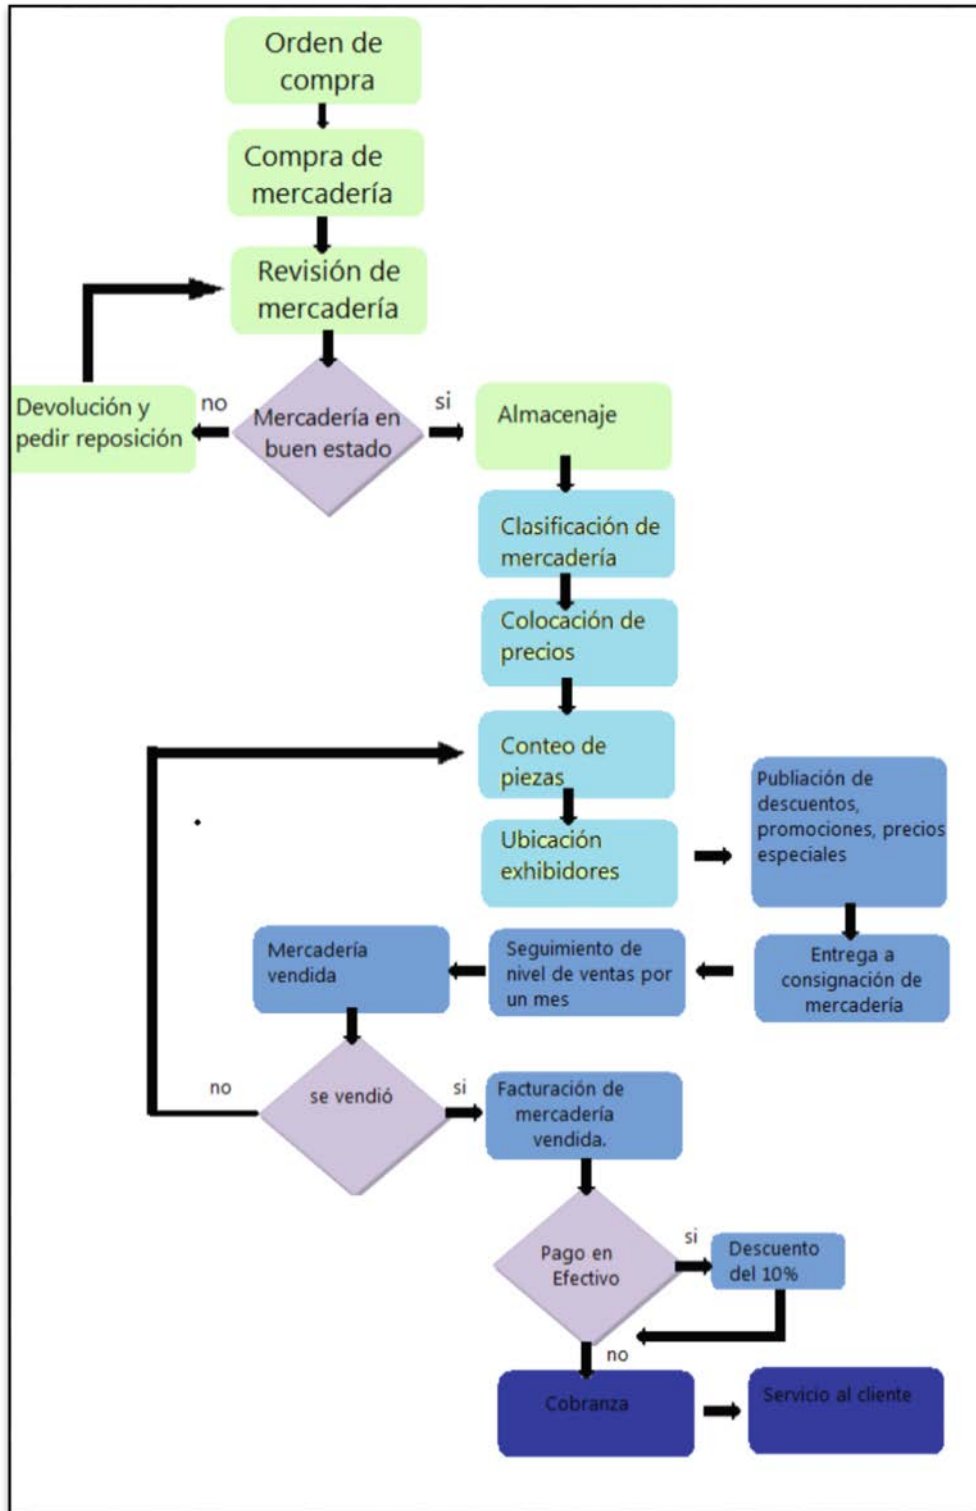 Orden de
compra
Compra de
mercadería
Revisión de
mercadería
Devolución y
pedir reposición
no
Mercadería en
buen estado
si
Almacenaje
Clasificación de
mercadería
Colocación de
precios
Conteo de
piezas
Ubicación
exhibidores
Publiación de
descuentos,
promociones, precios
especiales
Entrega a
consignación de
mercadería
Seguimiento de
nivel de ventas por
un mes
Mercadería
vendida
no
se vendió
si
Facturación de
mercadería
vendida.
Pago en
Efectivo
si
Descuento
del 10%
no
Cobranza
Servicio al cliente